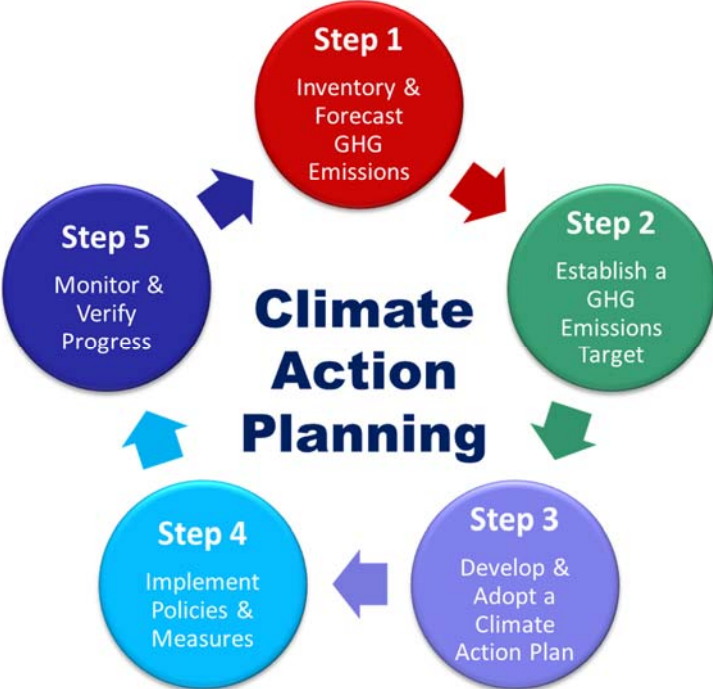 Step 1
Inventory &
Forecast
GHG
Emissions
Step 2
Establish a
GHG
Emissions
Target
Step 3
Develop &
Adopt a
Climate
Action Plan
Step 4
Implement
Policies &
Measures
Step 5
Monitor &
Verify
Progress
Climate
Action
Planning